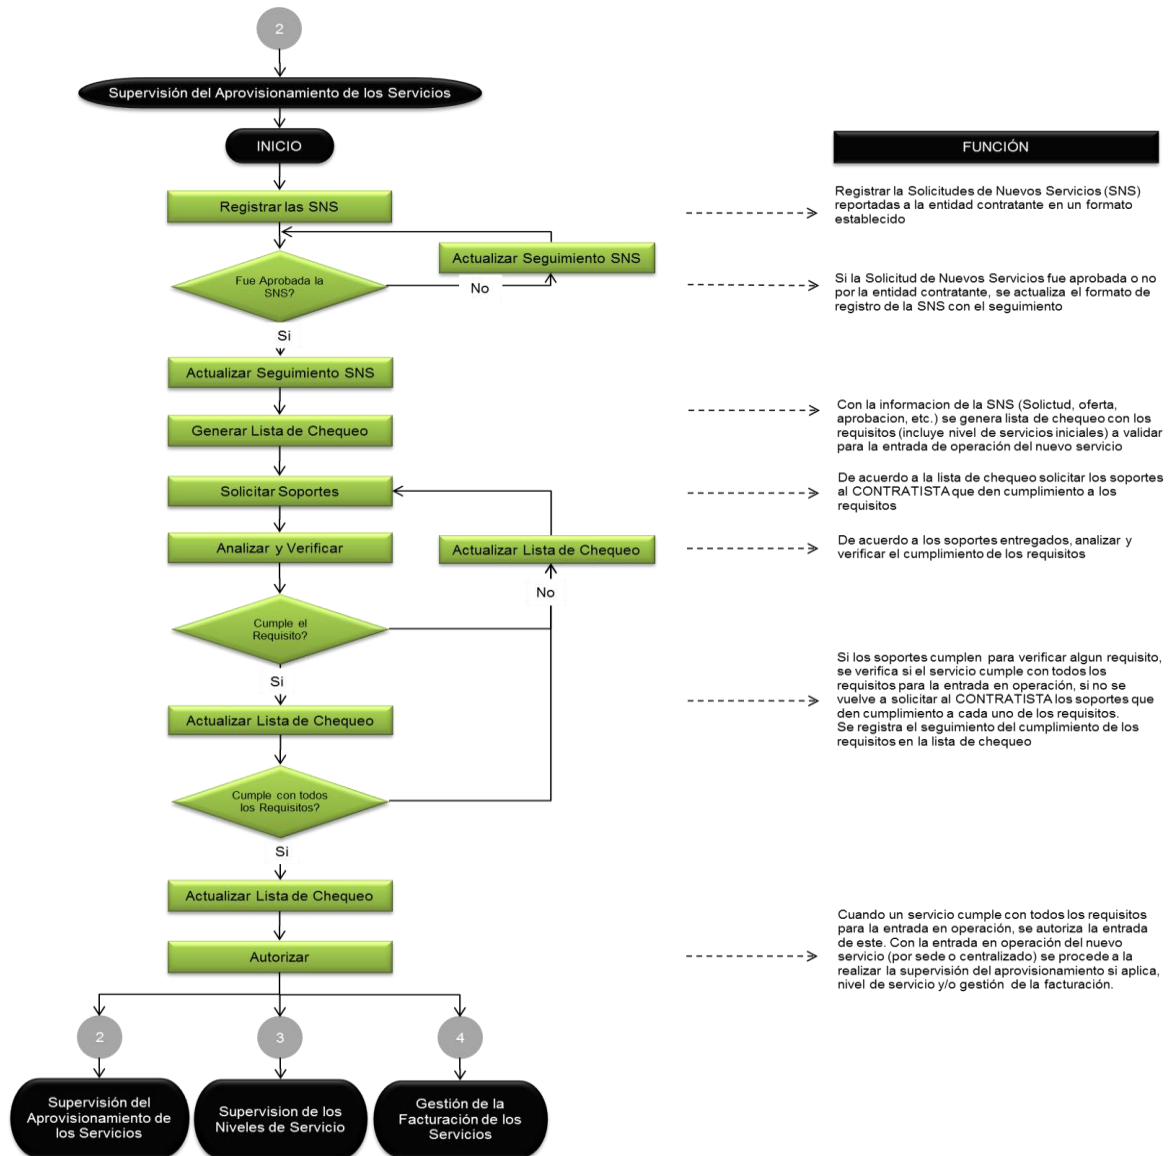 2
Supervisión del Aprovisionamiento de los Servicios
INICIO
FUNCIÓN
Registrar las SNS
Registrar la Solicitudes de Nuevos Servicios (SNS)
reportadas a la entidad contratante en un formato
establecido
Actualizar Seguimiento SNS
Fue Aprobada la
SNS?
No
Si la Solicitud de Nuevos Servicios fue aprobada o no
por la entidad contratante, se actualiza el formato de
registro de la SNS con el seguimiento
Si
Actualizar Seguimiento SNS
Generar Lista de Chequeo
Con la informacion de la SNS (Solictud, oferta,
aprobacion, etc.) se genera lista de chequeo con los
requisitos (incluye nivel de servicios iniciales) a validar
para la entrada de operación del nuevo servicio
Solicitar Soportes
De acuerdo a la lista de chequeo solicitar los soportes
al CONTRATISTA que den cumplimiento a los
requisitos
Analizar y Verificar
Actualizar Lista de Chequeo
De acuerdo a los soportes entregados, analizar y
verificar el cumplimiento de los requisitos
No
Cumple el
Requisito?
Si
Si los soportes cumplen para verificar algun requisito,
se verifica si el servicio cumple con todos los
requisitos para la entrada en operación, si no se
vuelve a solicitar al CONTRATISTA los soportes que
den cumplimiento a cada uno de los requisitos.
Se registra el seguimiento del cumplimiento de los
requisitos en la lista de chequeo
Actualizar Lista de Chequeo
Cumple con todos
los Requisitos?
Si
Actualizar Lista de Chequeo
Autorizar
Cuando un servicio cumple con todos los requisitos
para la entrada en operación, se autoriza la entrada
de este. Con la entrada en operación del nuevo
servicio (por sede o centralizado) se procede a la
realizar la supervisión del aprovisionamiento si aplica,
nivel de servicio y/o gestión de la facturación.
2
3
4
Supervisión del
Aprovisionamiento de
los Servicios
Supervision de los
Niveles de Servicio
Gestión de la
Facturación de los
Servicios